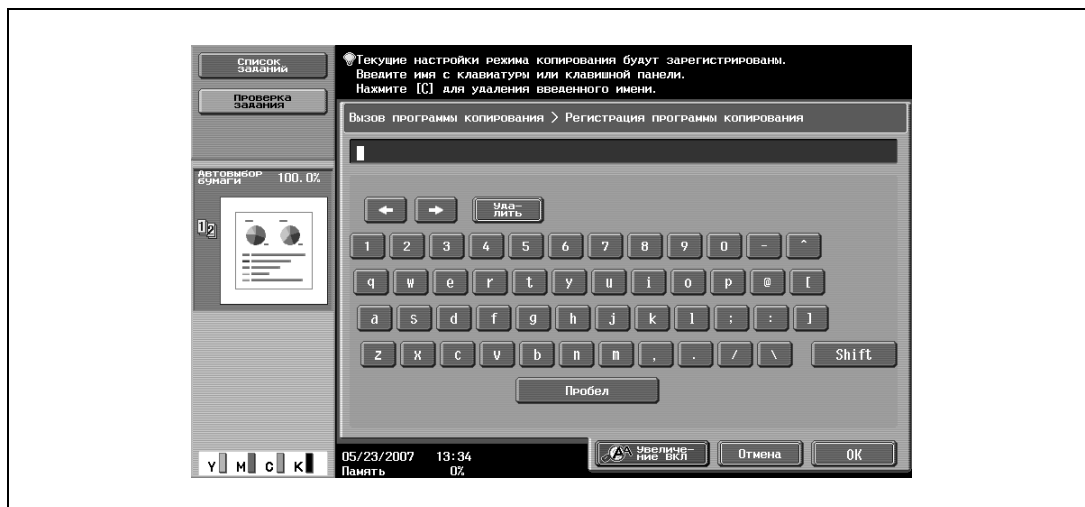 Список
заданий
Проверка
задания
Текущие настройки режима копирования будут зарегистрированы.
Введите имя с клавиатуры или клавишной панели.
Нажмите [C] для удаления введенного имени.
Вызов программы копирования > Регистрация программы копирования
Автовыбор
бумаги 100.0%
1 2
← → Уда-
лить
1 2 3 4 5 6 7 8 9 0 - ^
q w e r t y u i o p @ [
a s d f g h j k l ; : ]
z x c v b n m , . / \ Shift
Пробел
Y M C K
05/23/2007 13:34
Память 0%
Увеличе-
ние ВКЛ
Отмена
OK